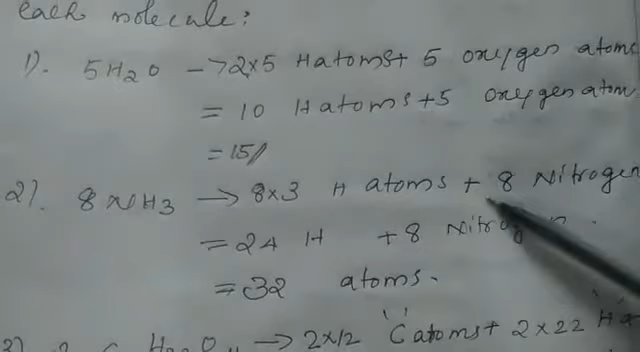 each molecule:
1). 5H2O → 2×5 H atoms + 5 oxygen atoms
= 10 H atoms + 5 oxygen atom
= 15//
2). 8NH3 → 8×3 H atoms + 8 Nitrogen
= 24 H + 8 Nitrogen.
= 32 atoms.
→ 2×12 'C' atoms + 2×22 'H'